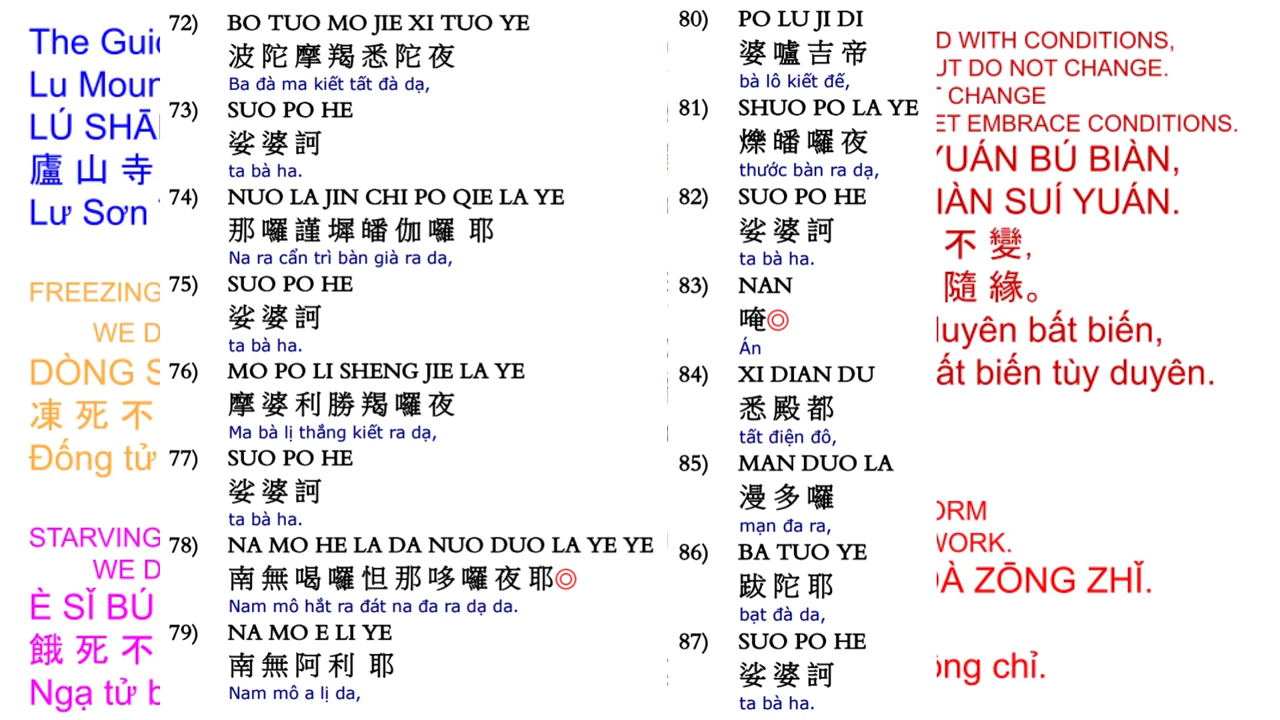 The Guid
Lu Moun
LÚ SHĀ
廬 山 寺
Lư Sơn
FREEZING
WE D
DÒNG S
凍 死 不
Đống tử
STARVING
WE D
È SǏ BÚ
餓 死 不
Ngạ tử b
72) BO TUO MO JIE XI TUO YE
波 陀 摩 羯 悉 陀 夜
Ba đà ma kiết tất đà dạ,
73) SUO PO HE
娑 婆 訶
ta bà ha.
74) NUO LA JIN CHI PO QIE LA YE
那 囉 謹 墀 皤 伽 囉 耶
Na ra cẩn trì bàn già ra da,
75) SUO PO HE
娑 婆 訶
ta bà ha.
76) MO PO LI SHENG JIE LA YE
摩 婆 利 勝 羯 囉 夜
Ma bà lị thắng kiết ra dạ,
77) SUO PO HE
娑 婆 訶
ta bà ha.
78) NA MO HE LA DA NUO DUO LA YE YE
南 無 喝 囉 怛 那 哆 囉 夜 耶◎
Nam mô hắt ra đát na đa ra dạ da.
79) NA MO E LI YE
南 無 阿 利 耶
Nam mô a lị da,
80) PO LU JI DI
婆 嚧 吉 帝
bà lô kiết đế,
81) SHUO PO LA YE
爍 皤 囉 夜
thước bàn ra dạ,
82) SUO PO HE
娑 婆 訶
ta bà ha.
83) NAN
唵◎
Án
84) XI DIAN DU
悉 殿 都
tất điện đô,
85) MAN DUO LA
漫 多 囉
mạn đa ra,
86) BA TUO YE
跋 陀 耶
bạt đà da,
87) SUO PO HE
娑 婆 訶
ta bà ha.
D WITH CONDITIONS,
UT DO NOT CHANGE.
CHANGE
ET EMBRACE CONDITIONS.
YUÁN BÚ BIÀN,
IÀN SUÍ YUÁN.
不 變,
隨 緣。
duyên bất biến,
ất biến tùy duyên.
ORM
WORK.
DÀ ZŌNG ZHǏ.
ông chỉ.